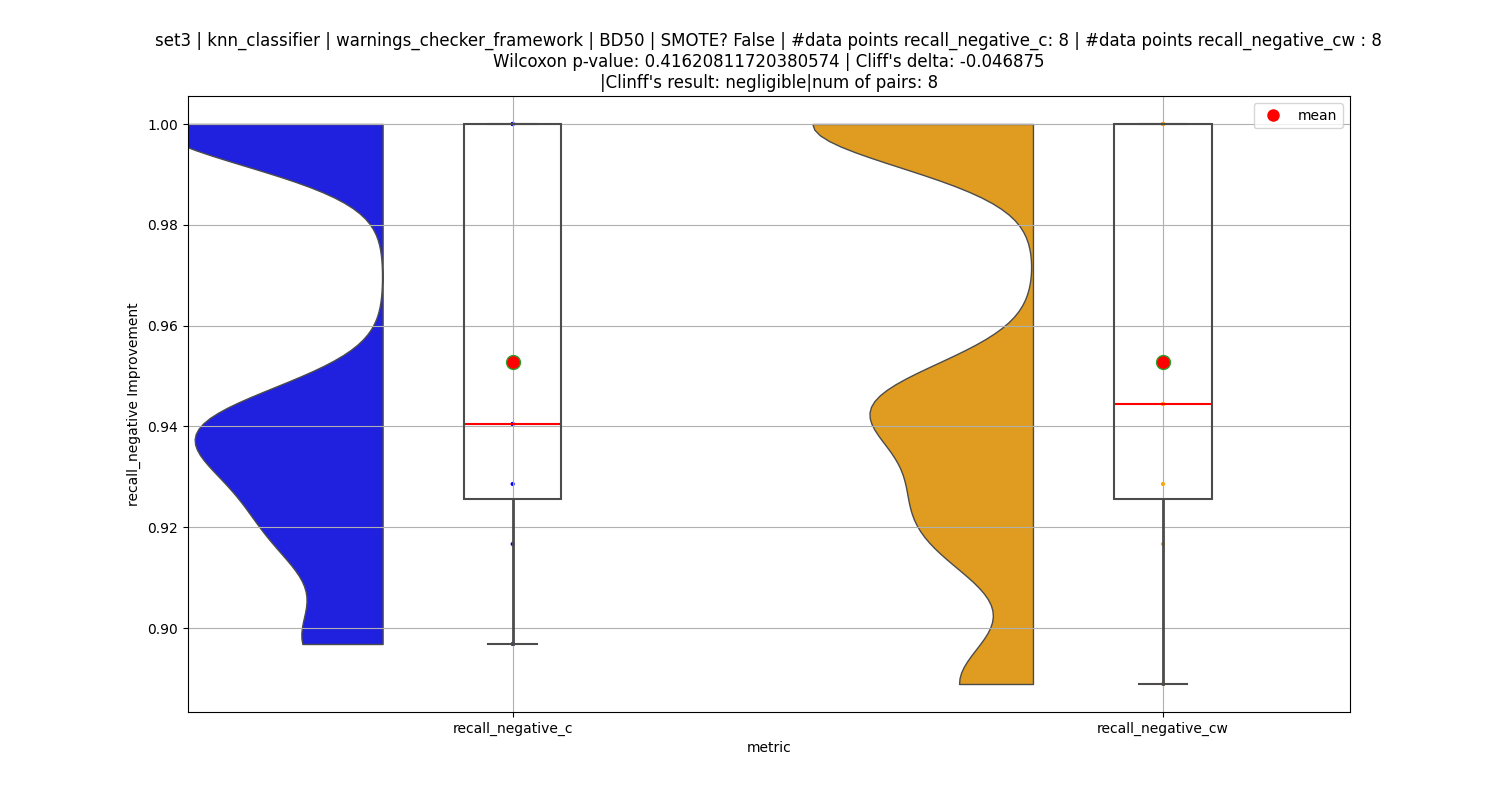 set3 | knn_classifier | warnings_checker_framework | BD50 | SMOTE? False | #data points recall_negative_c: 8 | #data points recall_negative_cw : 8
Wilcoxon p-value: 0.41620811720380574 | Cliff's delta: -0.046875
|Clinff's result: negligible|num of pairs: 8
mean
1.00
0.98
0.96
0.94
0.92
0.90
recall_negative Improvement
recall_negative_c
recall_negative_cw
metric